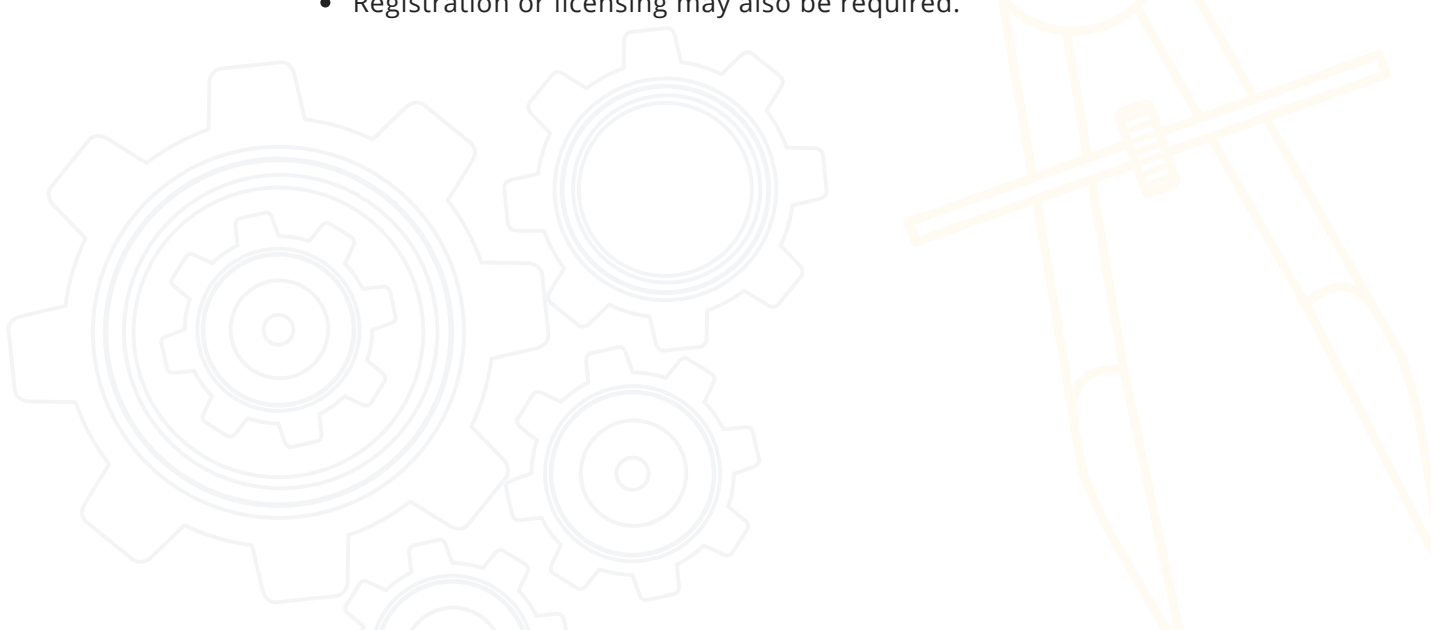 • Registration or licensing may also be required.